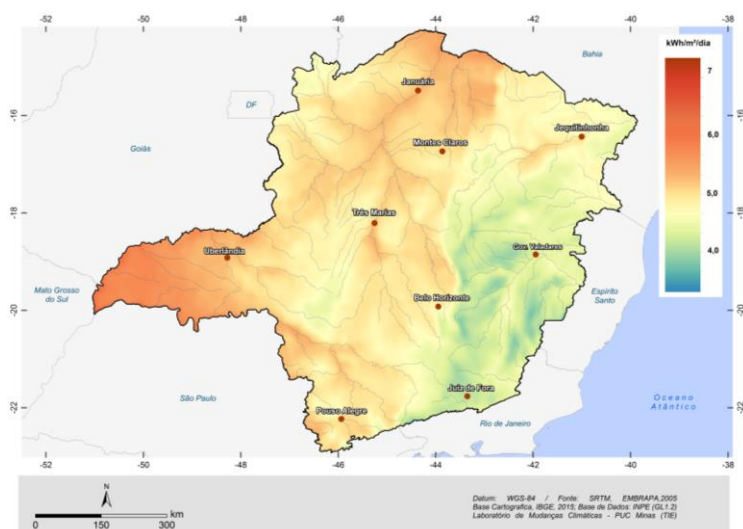 -52
-50
-48
-46
-44
-42
-40
kWh/m²/dia
7
6,0
5,0
4,0
Bahia
Januária
-16
-16
DF
Jequitinhonha
Montes Claros
Goiás
-18
-18
Três Marias
Uberlândia
Gov. Valadares
Mato Grosso
do Sul
Belo Horizonte
Espírito
Santo
-20
-20
São Paulo
Juiz de Fora
Oceano
Atlântico
-22
-22
Pouso Alegre
Rio de Janeiro
-52
-50
-48
-46
-44
-42
-40
N
km
0
150
300
Datum: WGS-84 / Fonte: SRTM, EMBRAPA,2005
Base Cartografica, IBGE, 2015; Base de Dados: INPE (GL1.2)
Laboratório de Mudanças Climáticas - PUC Minas (TIE)